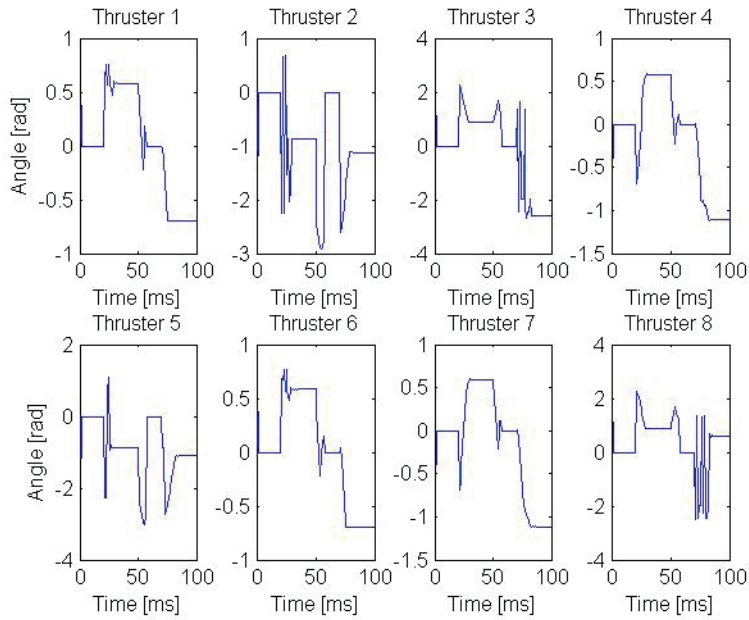 Thruster 1
Thruster 2
Thruster 3
Thruster 4
Angle [rad]
1
0.5
0
-0.5
-1
1
0
-1
-2
-3
4
2
0
-2
-4
1
0.5
0
-0.5
-1
-1.5
0 50 100
0 50 100
0 50 100
0 50 100
Time [ms]
Time [ms]
Time [ms]
Time [ms]
Thruster 5
Thruster 6
Thruster 7
Thruster 8
Angle [rad]
2
0
-2
-4
1
0.5
0
-0.5
-1
1
0.5
0
-0.5
-1
-1.5
4
2
0
-2
-4
0 50 100
0 50 100
0 50 100
0 50 100
Time [ms]
Time [ms]
Time [ms]
Time [ms]